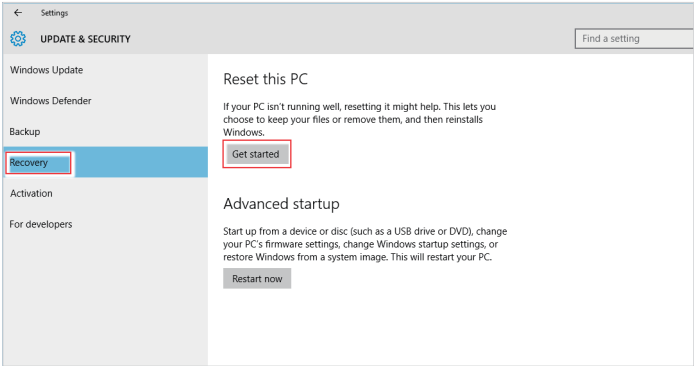 Settings
UPDATE & SECURITY
Find a setting
Windows Update
Windows Defender
Backup
Recovery
Activation
For developers
Reset this PC
If your PC isn't running well, resetting it might help. This lets you
choose to keep your files or remove them, and then reinstalls
Windows.
Get started
Advanced startup
Start up from a device or disc (such as a USB drive or DVD), change
your PC's firmware settings, change Windows startup settings, or
restore Windows from a system image. This will restart your PC.
Restart now